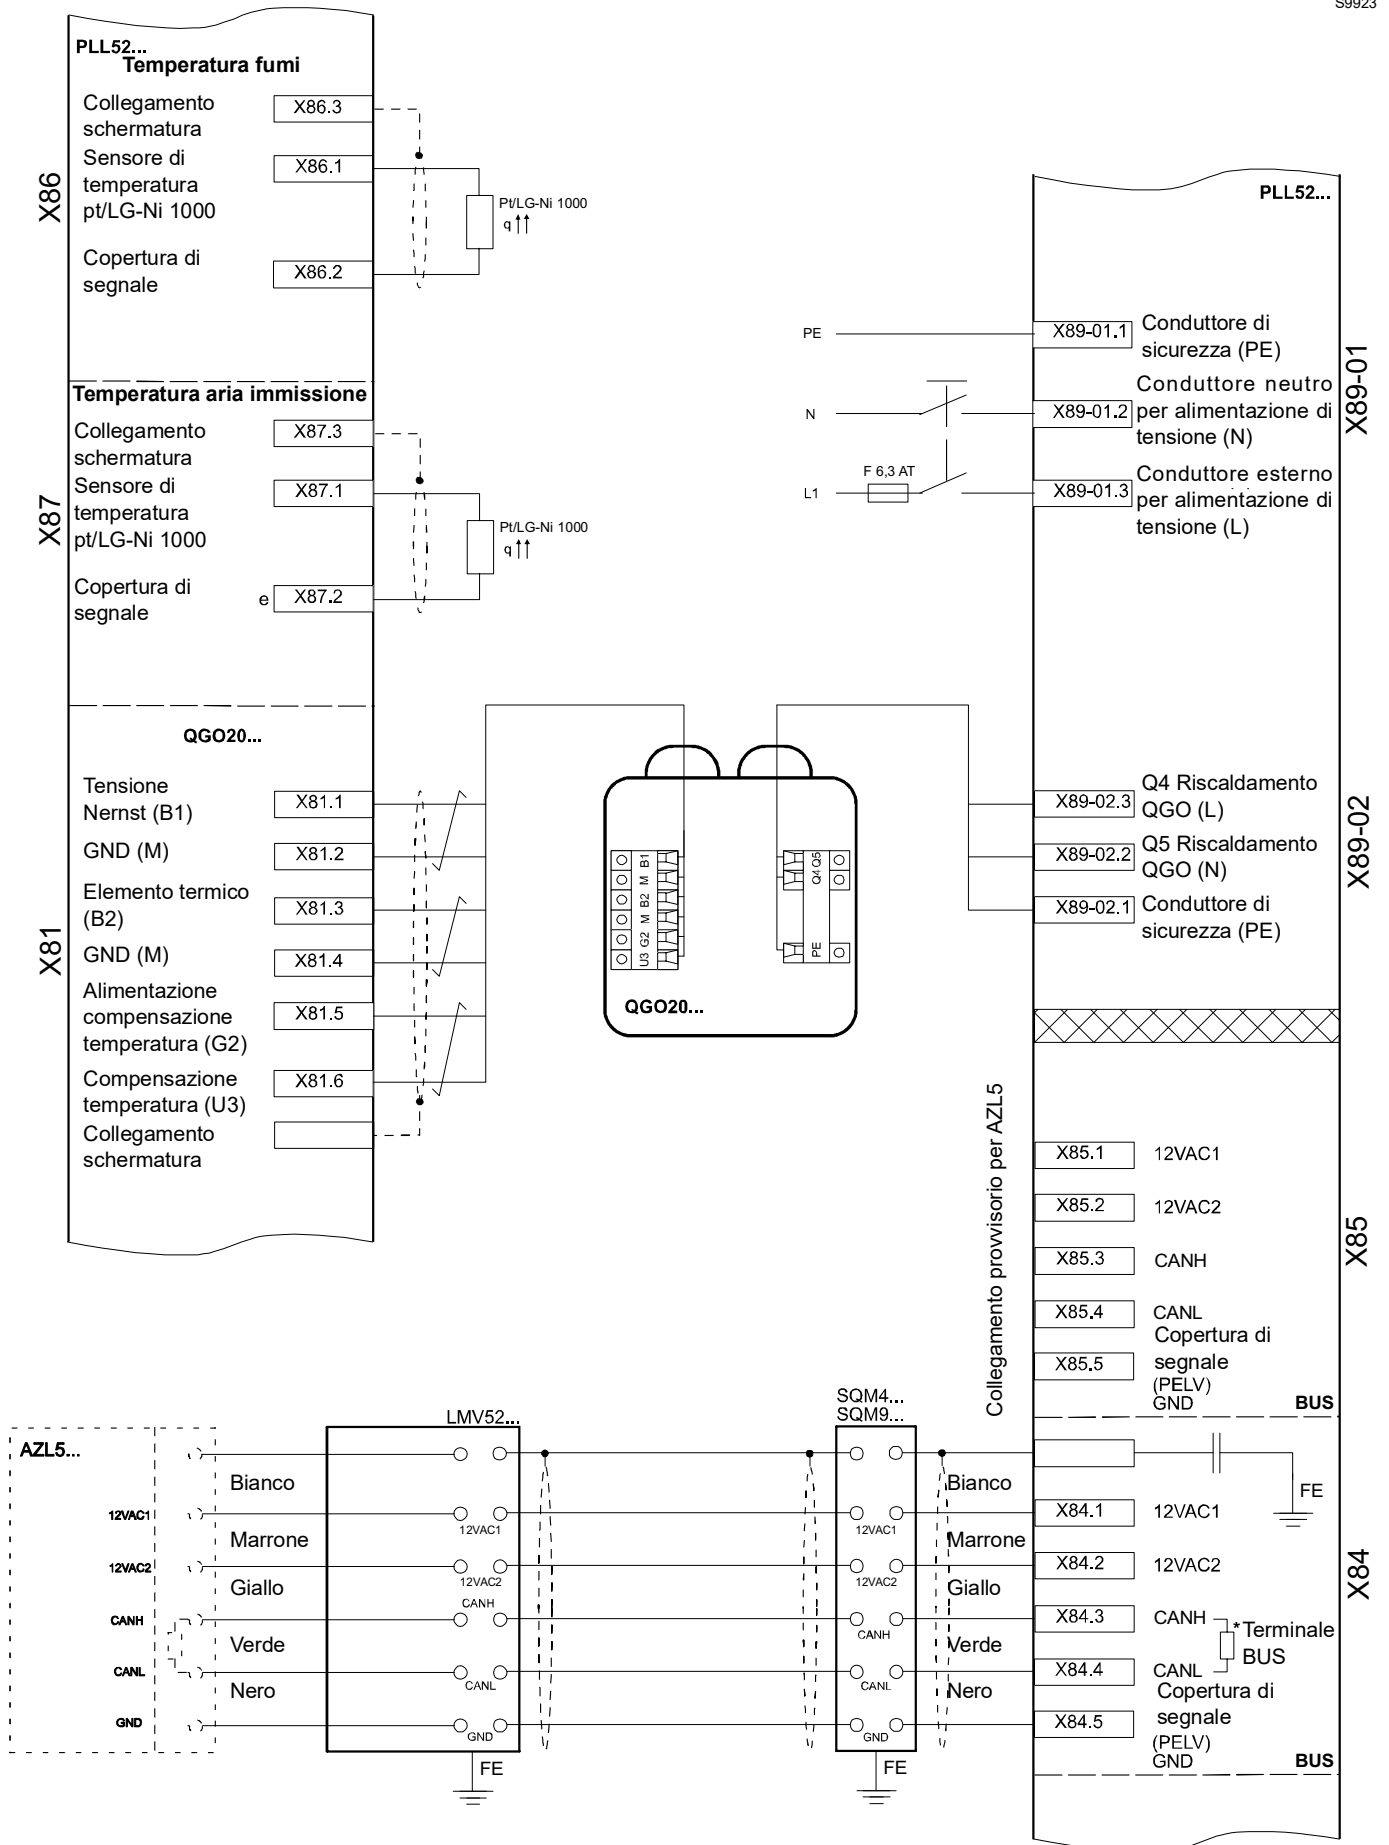 S9923
PLL52...
Temperatura fumi
X86
Collegamento
schermatura
X86.3
Sensore di
temperatura
pt/LG-Ni 1000
X86.1
Pt/LG-Ni 1000
q
Copertura di
segnale
X86.2
Temperatura aria immissione
X87
Collegamento
schermatura
X87.3
Sensore di
temperatura
pt/LG-Ni 1000
X87.1
Pt/LG-Ni 1000
q
Copertura di
segnale
e
X87.2
QGO20...
X81
Tensione
Nernst (B1)
X81.1
GND (M)
X81.2
Elemento termico
(B2)
X81.3
GND (M)
X81.4
Alimentazione
compensazione
temperatura (G2)
X81.5
Compensazione
temperatura (U3)
X81.6
Collegamento
schermatura
B1
M
B2
M
G2
U3
Q5
Q4
PE
QGO20...
PLL52...
X89-01
PE
X89-01.1
Conduttore di
sicurezza (PE)
N
X89-01.2
Conduttore neutro
per alimentazione di
tensione (N)
L1
F 6,3 AT
X89-01.3
Conduttore esterno
per alimentazione di
tensione (L)
X89-02
X89-02.3
Q4 Riscaldamento
QGO (L)
X89-02.2
Q5 Riscaldamento
QGO (N)
X89-02.1
Conduttore di
sicurezza (PE)
Collegamento provvisorio per AZL5
X85
X85.1
12VAC1
X85.2
12VAC2
X85.3
CANH
X85.4
CANL
X85.5
Copertura di
segnale
(PELV)
GND
BUS
AZL5...
12VAC1
12VAC2
CANH
CANL
GND
Bianco
Marrone
Giallo
Verde
Nero
LMV52...
12VAC1
12VAC2
CANH
CANL
GND
FE
SQM4...
SQM9...
12VAC1
12VAC2
CANH
CANL
GND
FE
Bianco
Marrone
Giallo
Verde
Nero
X84
FE
X84.1
12VAC1
X84.2
12VAC2
X84.3
CANH
*Terminale
BUS
X84.4
CANL
X84.5
Copertura di
segnale
(PELV)
GND
BUS